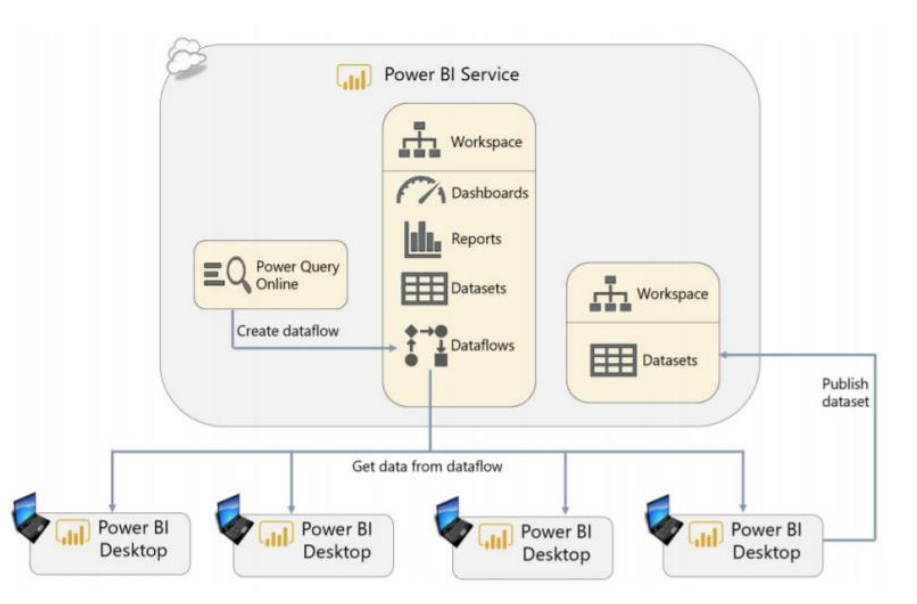 Power BI Service
Workspace
Dashboards
Reports
Datasets
Dataflows
Power Query
Online
Create dataflow
Workspace
Datasets
Publish
dataset
Get data from dataflow
Power BI
Desktop
Power BI
Desktop
Power BI
Desktop
Power BI
Desktop